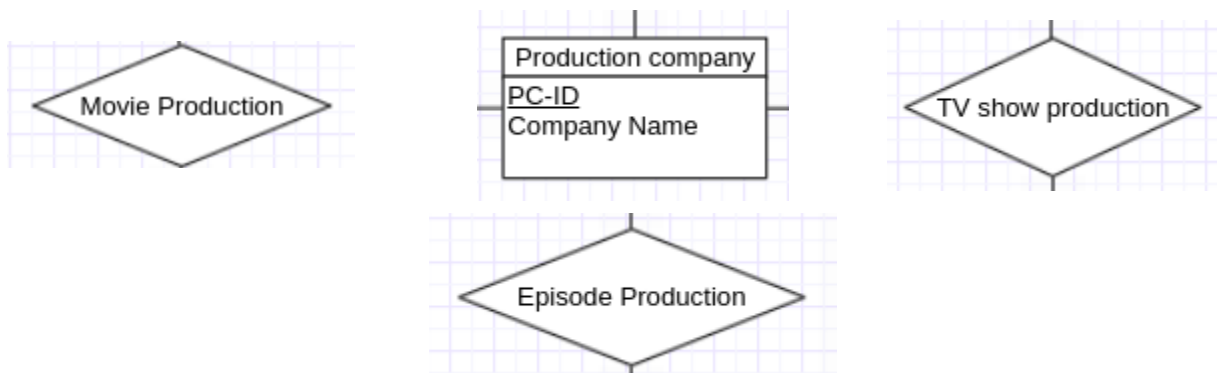 Movie Production
Production company
PC-ID
Company Name
TV show production
Episode Production